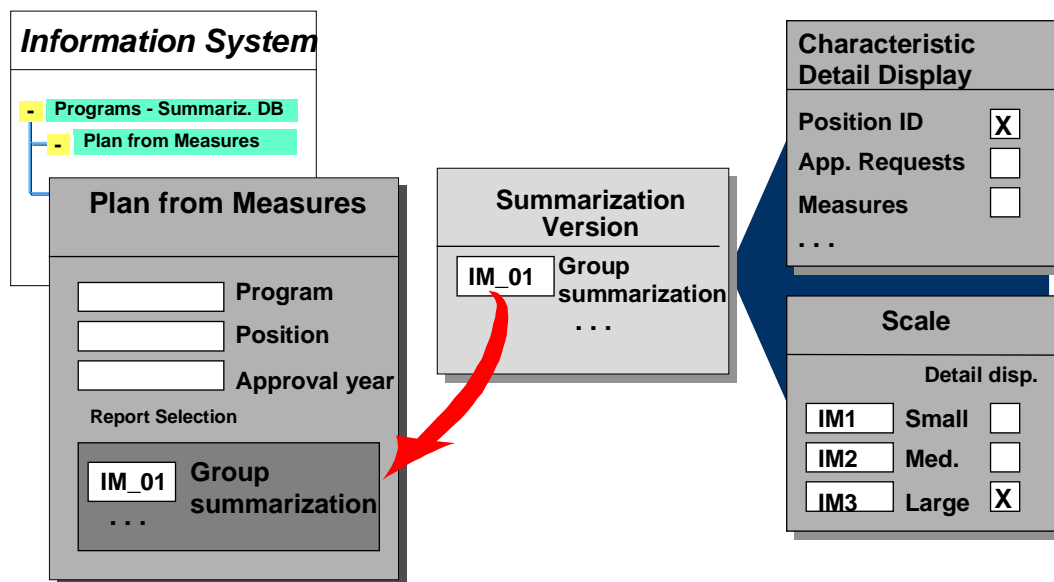 Information System
- Programs - Summariz. DB
- Plan from Measures
Plan from Measures
Program
Position
Approval year
Report Selection
IM_01 Group
summarization
. . .
Summarization
Version
IM_01 Group
summarization
. . .
Characteristic
Detail Display
Position ID X
App. Requests
Measures
. . .
Scale
Detail disp.
IM1 Small
IM2 Med.
IM3 Large X